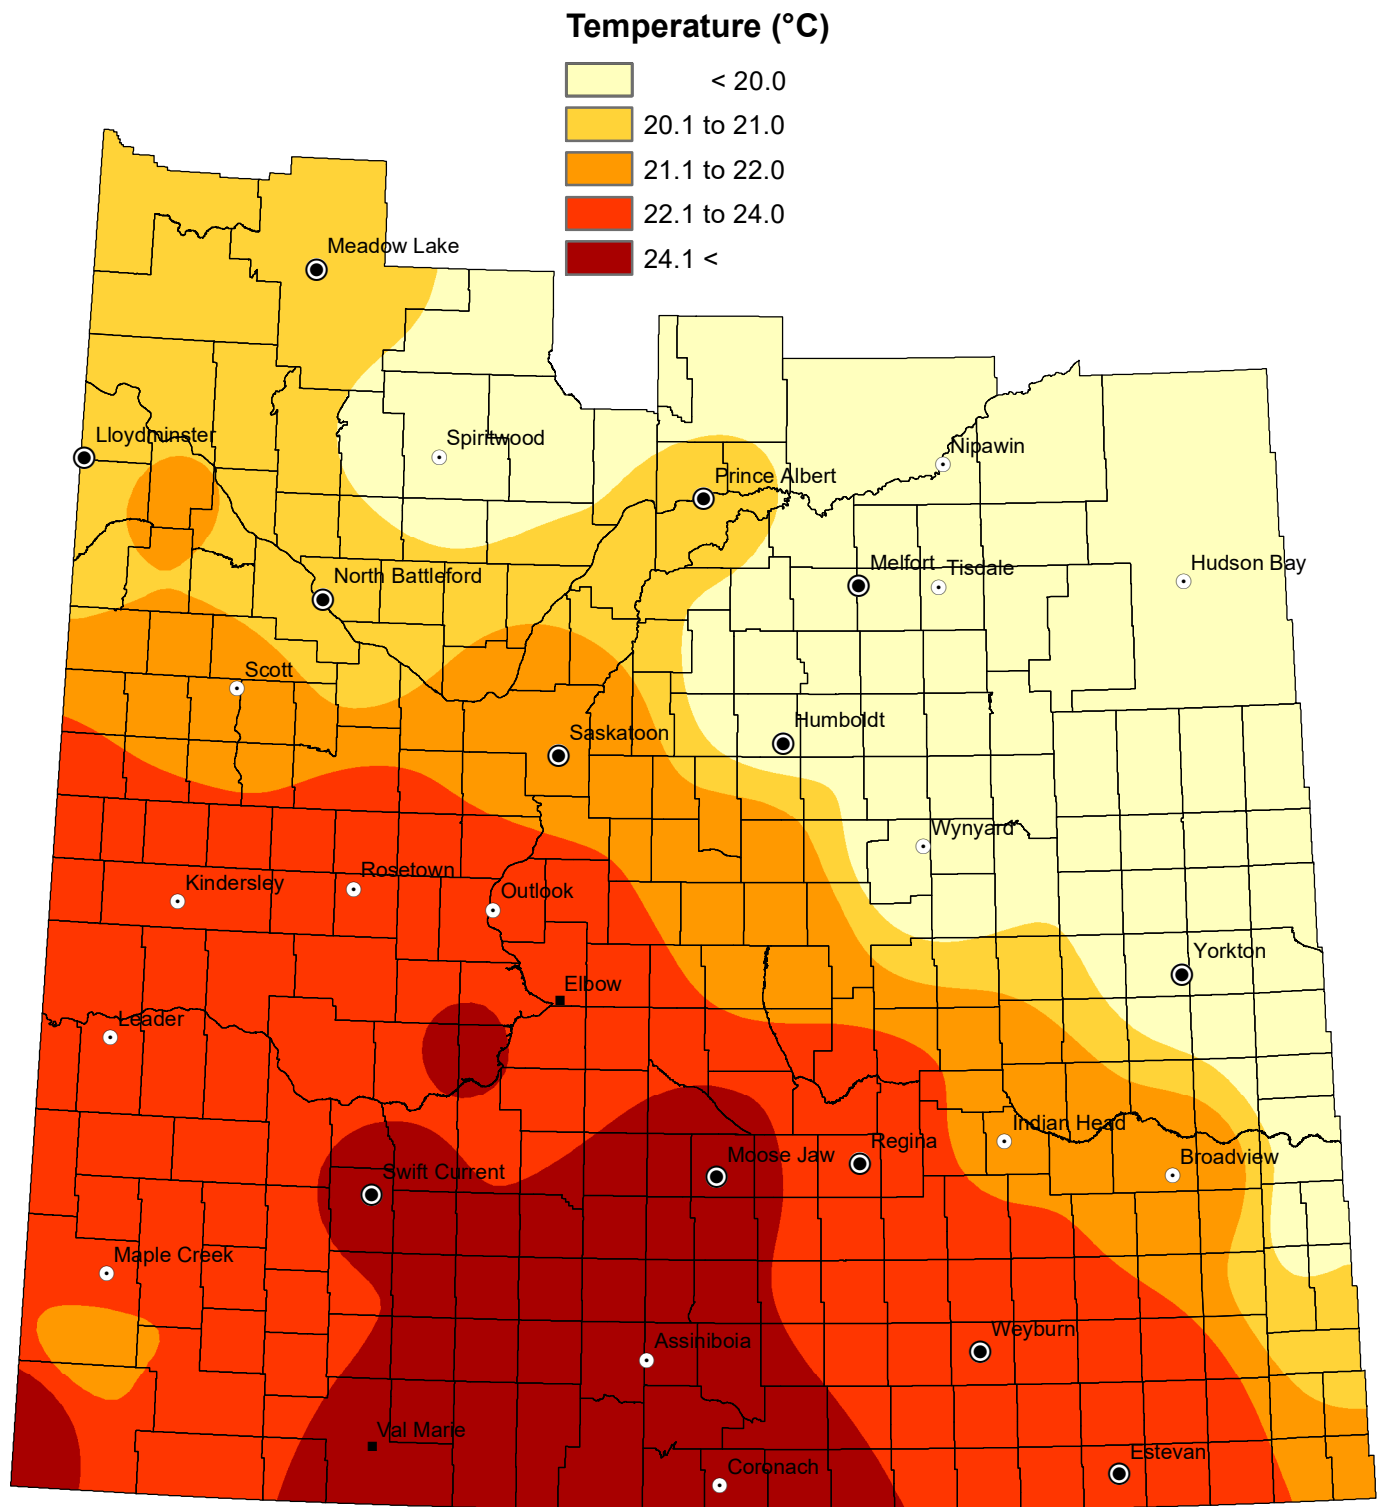 Temperature (°C)
< 20.0
20.1 to 21.0
21.1 to 22.0
22.1 to 24.0
24.1 <
Meadow Lake
Lloydminster
Spiritwood
Nipawin
Prince Albert
Melfort
Tisdale
Hudson Bay
North Battleford
Scott
Saskatoon
Humboldt
Wynyard
Kindersley
Rosetown
Outlook
Yorkton
Elbow
Leader
Indian Head
Regina
Moose Jaw
Broadview
Swift Current
Maple Creek
Weyburn
Assiniboia
Val Marie
Coronach
Estevan